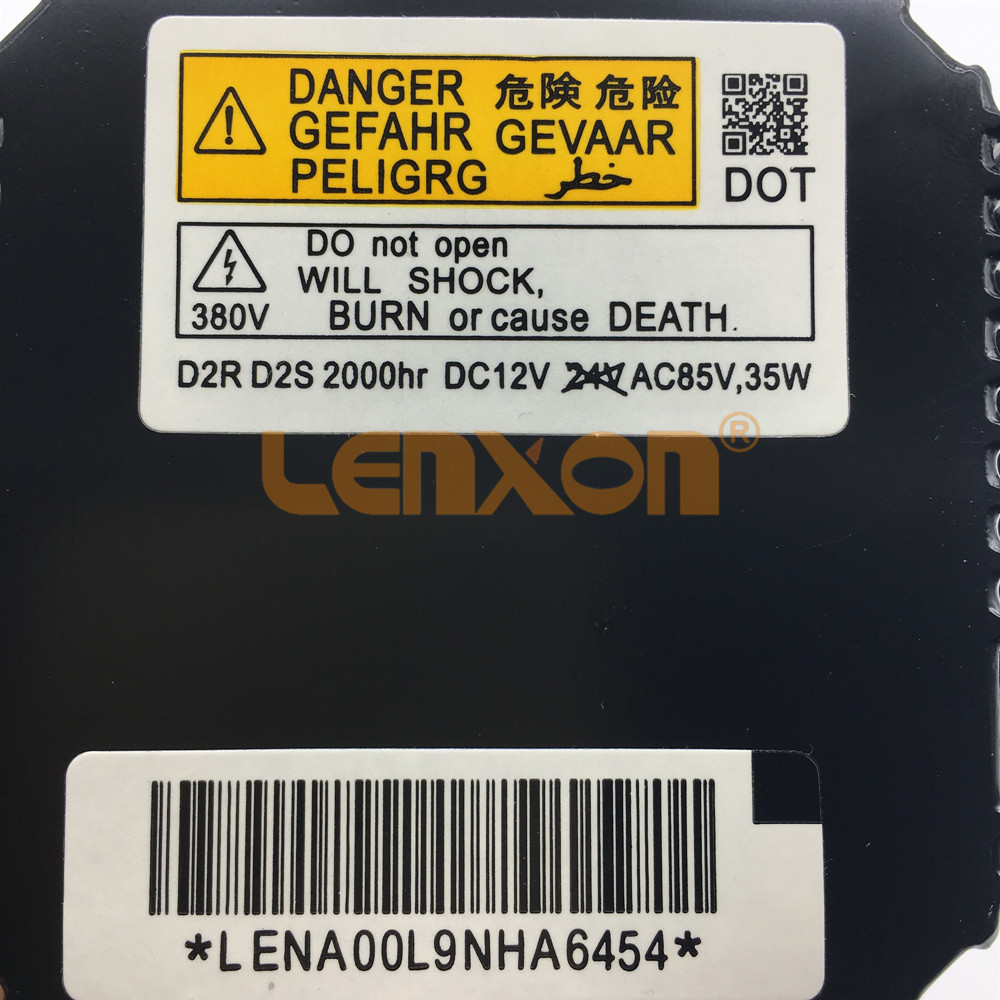 DANGER 危険 危险
GEFAHR GEVAAR
PELIGRG خطر
DOT
DO not open
WILL SHOCK,
380V BURN or cause DEATH.
D2R D2S 2000hr DC12V 24V AC85V,35W
LENXON®
*LENA00L9NHA6454*